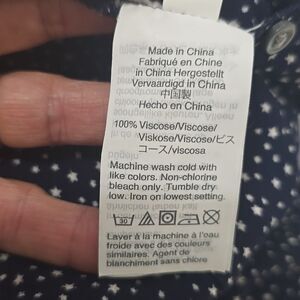 Made in China
Fabriqué en Chine
in China Hergestellt
Vervaardigd in China
中国製
Hecho en China
100% Viscose/Viscose/
Viskose/Viscose/ビス
コース/viscosa
Machine wash cold with
like colors. Non-chlorine
bleach only. Tumble dry
low. Iron on lowest setting.
30
Laver à la machine à l'eau
froide avec des couleurs
similaires. Agent de
blanchiment sans chlore